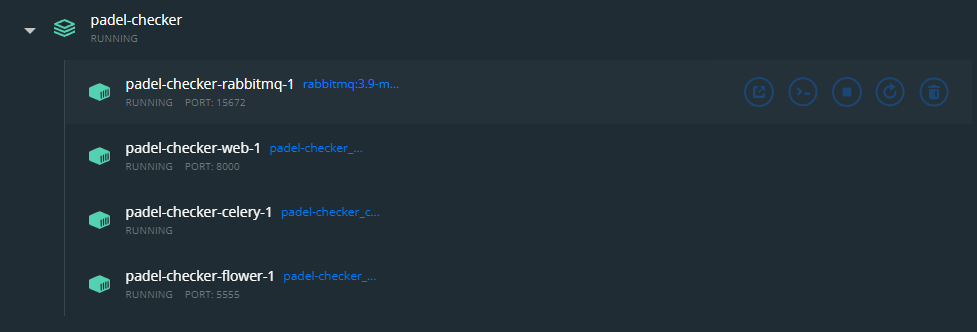 padel-checker
RUNNING
padel-checker-rabbitmq-1 rabbitmq:3.9-m...
RUNNING PORT: 15672
padel-checker-web-1 padel-checker_...
RUNNING PORT: 8000
padel-checker-celery-1 padel-checker_c...
RUNNING
padel-checker-flower-1 padel-checker_...
RUNNING PORT: 5555